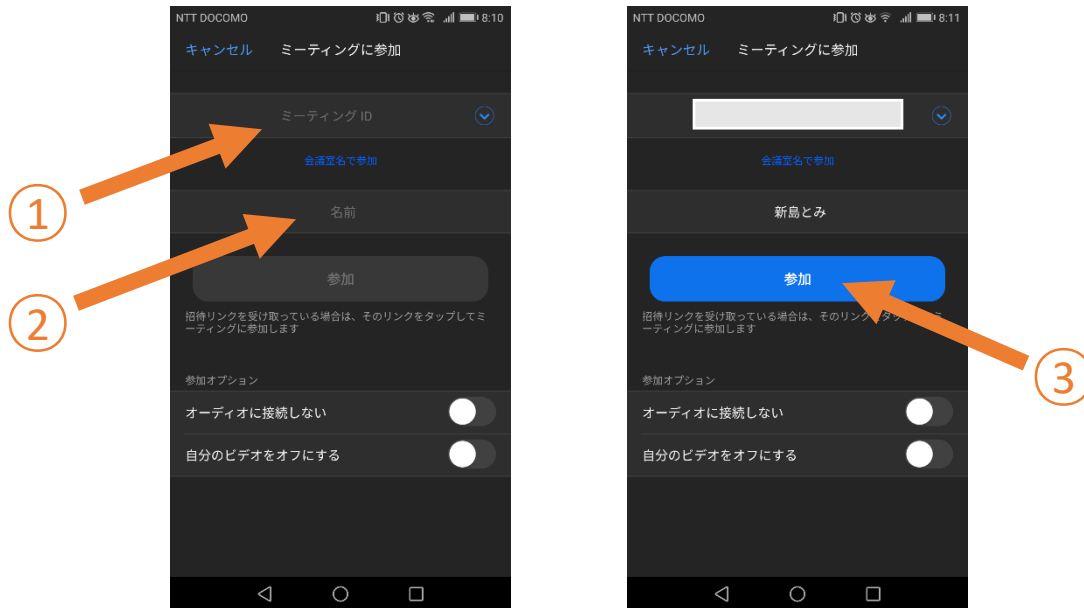 NTT DOCOMO 8:10
キャンセル ミーティングに参加
ミーティング ID
会議室名で参加
名前
参加
招待リンクを受け取っている場合は、そのリンクをタップしてミ
ーティングに参加します
参加オプション
オーディオに接続しない
自分のビデオをオフにする
①
②
NTT DOCOMO 8:11
キャンセル ミーティングに参加
会議室名で参加
新島とみ
参加
招待リンクを受け取っている場合は、そのリンクをタッ
ーティングに参加します
参加オプション
オーディオに接続しない
自分のビデオをオフにする
③